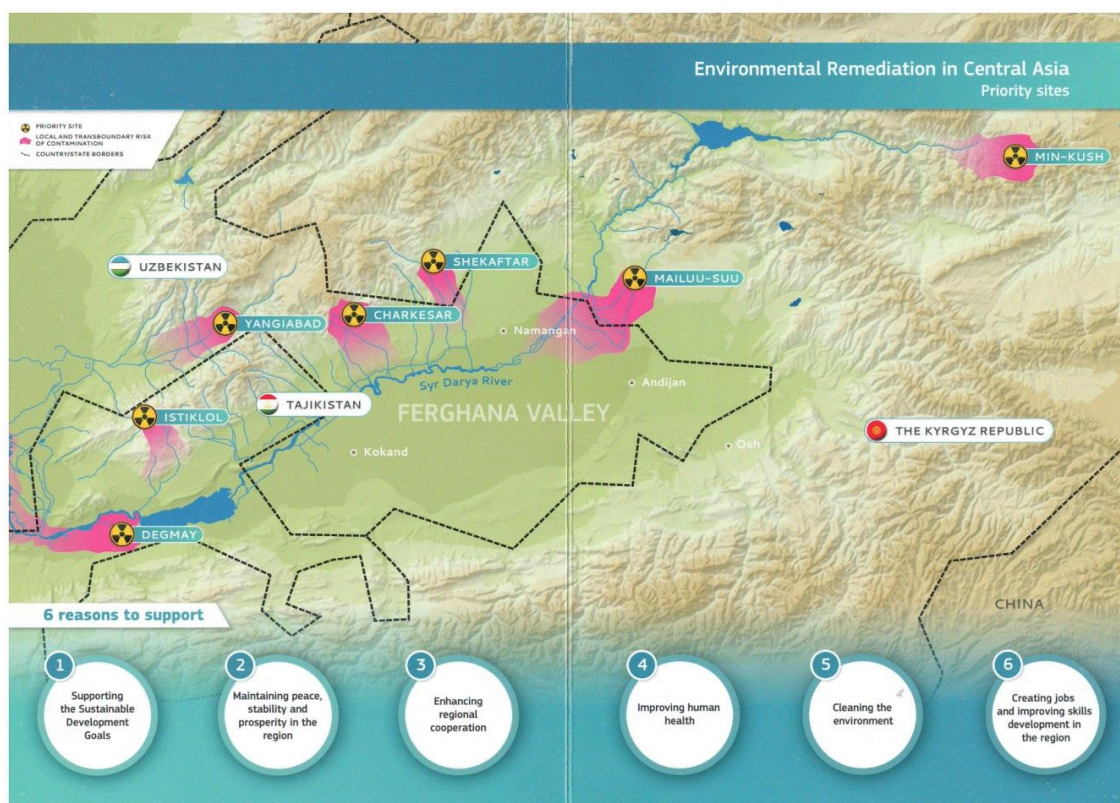 Environmental Remediation in Central Asia
Priority sites
PRIORITY SITE
LOCAL AND TRANSBOUNDARY RISK
OF CONTAMINATION
COUNTRY/STATE BORDERS
MIN-KUSH
SHEKAFTAR
UZBEKISTAN
MAILUU-SUU
CHARKESAR
YANGIABAD
Namangan
Syr Darya River
Andijan
TAJIKISTAN
FERGHANA VALLEY
ISTIKLOL
THE KYRGYZ REPUBLIC
Osh
Kokand
DEGMAY
CHINA
6 reasons to support
1
Supporting
the Sustainable
Development
Goals
2
Maintaining peace,
stability and
prosperity in the
region
3
Enhancing
regional
cooperation
4
Improving human
health
5
Cleaning the
environment
6
Creating jobs
and improving skills
development in
the region